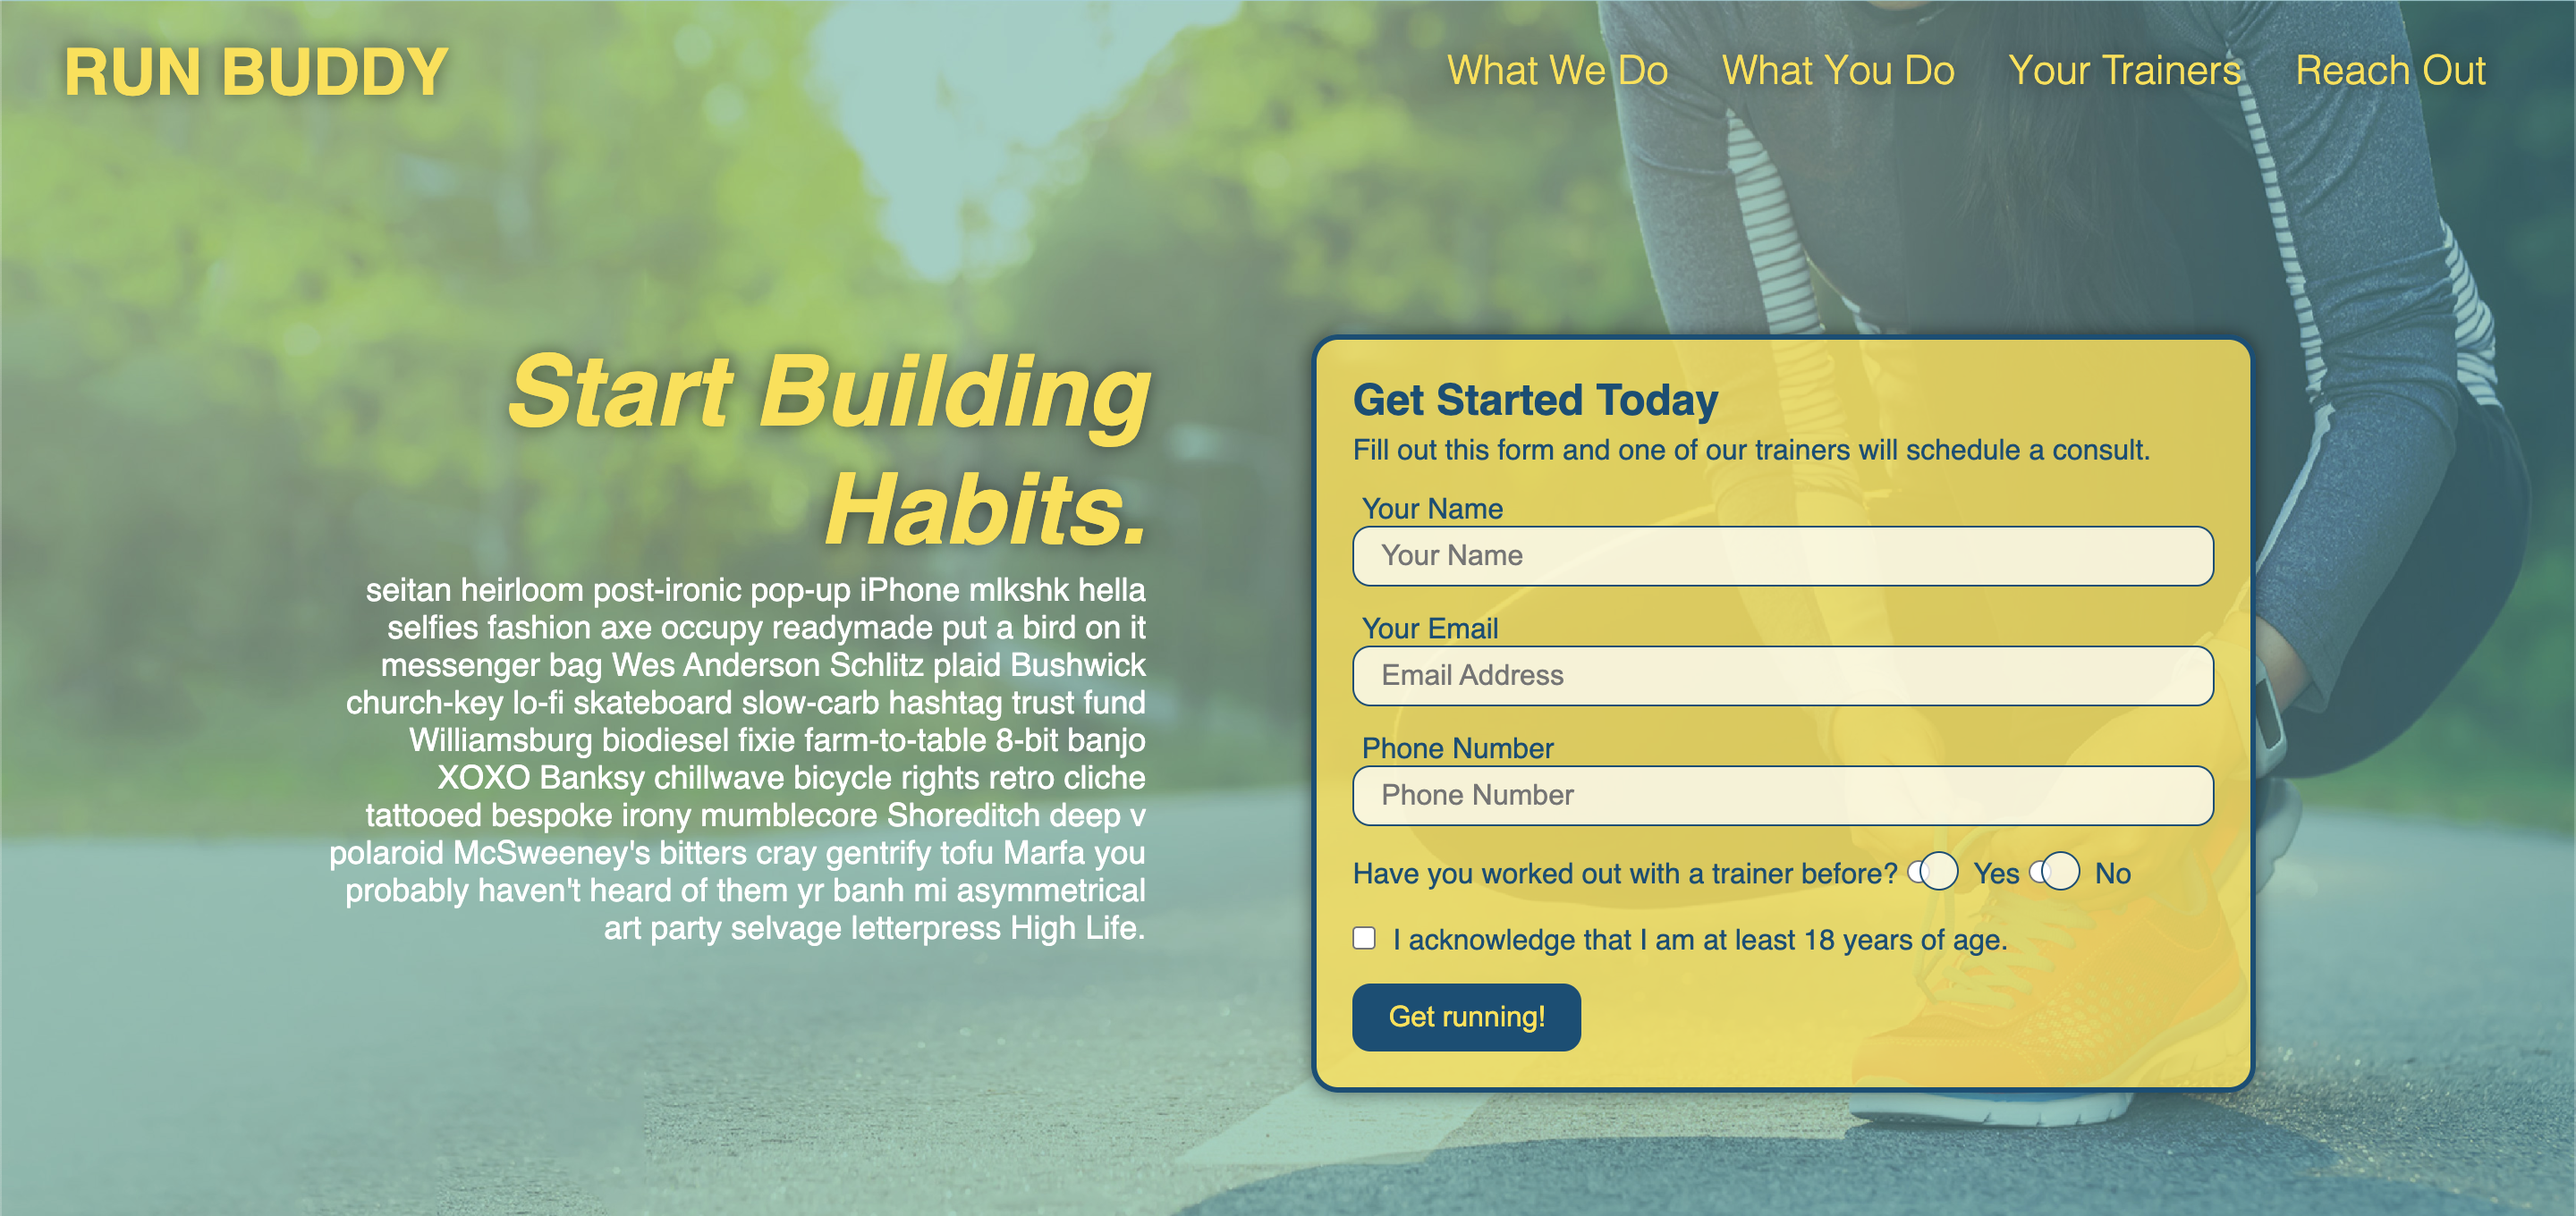 RUN BUDDY
What We Do What You Do Your Trainers Reach Out
Start Building
Habits.
seitan heirloom post-ironic pop-up iPhone mlkshk hella
selfies fashion axe occupy readymade put a bird on it
messenger bag Wes Anderson Schlitz plaid Bushwick
church-key lo-fi skateboard slow-carb hashtag trust fund
Williamsburg biodiesel fixie farm-to-table 8-bit banjo
XOXO Banksy chillwave bicycle rights retro cliche
tattooed bespoke irony mumblecore Shoreditch deep v
polaroid McSweeney's bitters cray gentrify tofu Marfa you
probably haven't heard of them yr banh mi asymmetrical
art party selvage letterpress High Life.
Get Started Today
Fill out this form and one of our trainers will schedule a consult.
Your Name
Your Name
Your Email
Email Address
Phone Number
Phone Number
Have you worked out with a trainer before? Yes No
I acknowledge that I am at least 18 years of age.
Get running!